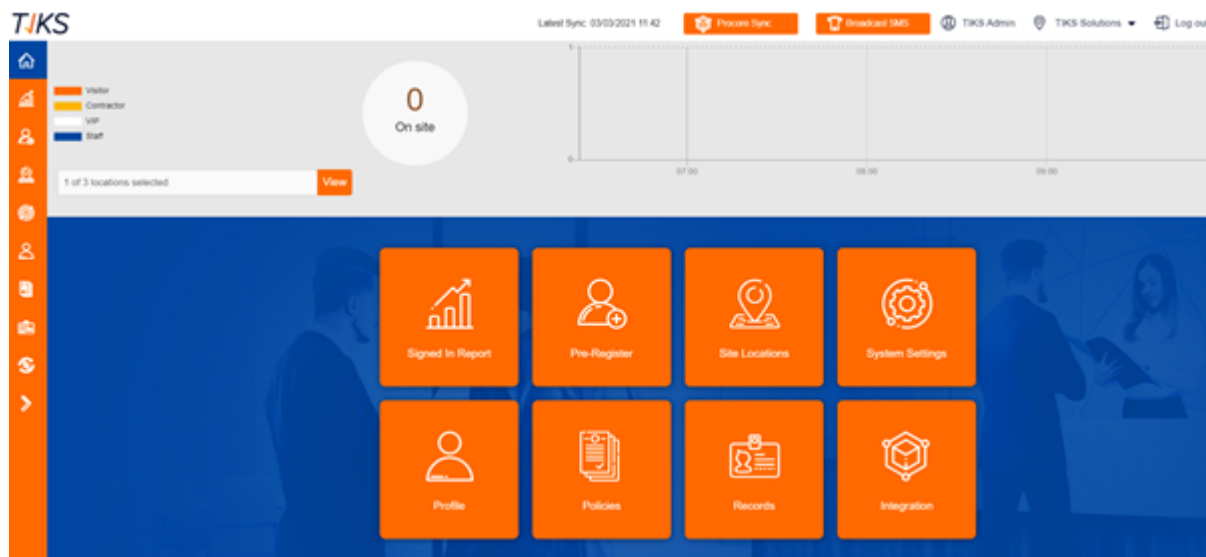 TIKS
Latest Sync: 03/03/2021 11:42
Procore Sync
Broadcast SMS
TIKS Admin
TIKS Solutions
Log out
Visitor
Contractor
VIP
Staff
0
On site
1
0
07:00
08:00
09:00
1 of 3 locations selected
View
Signed In Report
Pre-Register
Site Locations
System Settings
Profile
Policies
Records
Integration